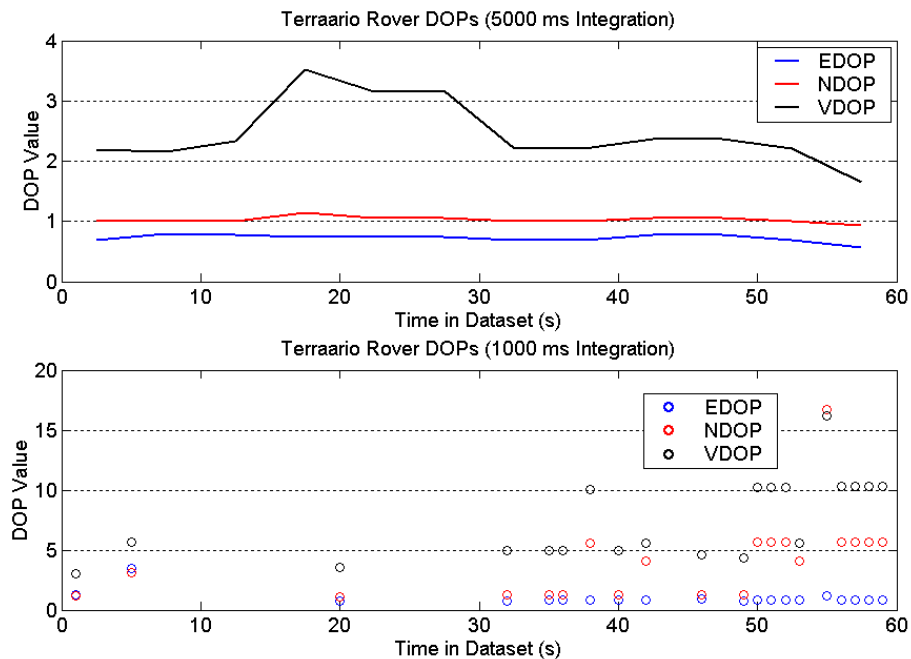 Terraario Rover DOPs (5000 ms Integration)
4
3
2
1
0
DOP Value
EDOP
NDOP
VDOP
0 10 20 30 40 50 60
Time in Dataset (s)
Terraario Rover DOPs (1000 ms Integration)
20
15
10
5
0
DOP Value
EDOP
NDOP
VDOP
0 10 20 30 40 50 60
Time in Dataset (s)